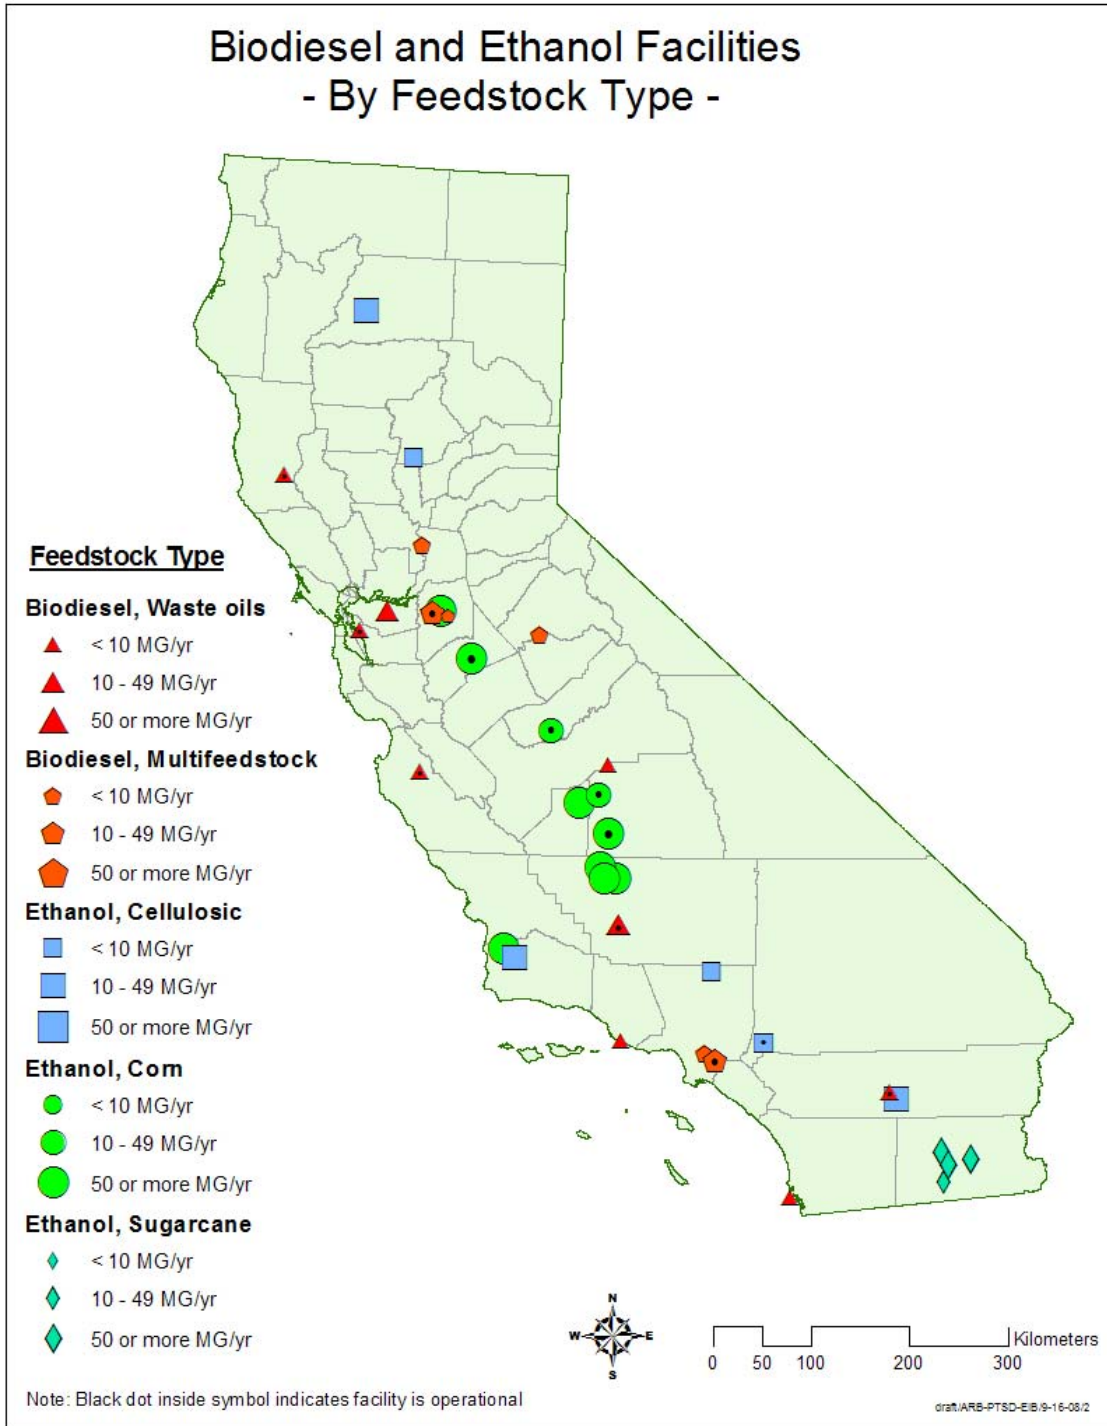 Biodiesel and Ethanol Facilities
- By Feedstock Type -
Feedstock Type
Biodiesel, Waste oils
< 10 MG/yr
10 - 49 MG/yr
50 or more MG/yr
Biodiesel, Multifeedstock
< 10 MG/yr
10 - 49 MG/yr
50 or more MG/yr
Ethanol, Cellulosic
< 10 MG/yr
10 - 49 MG/yr
50 or more MG/yr
Ethanol, Corn
< 10 MG/yr
10 - 49 MG/yr
50 or more MG/yr
Ethanol, Sugarcane
< 10 MG/yr
10 - 49 MG/yr
50 or more MG/yr
N
W E
S
Kilometers
0 50 100 200 300
Note: Black dot inside symbol indicates facility is operational
draft/ARB-PTSD-EIB/9-16-08/2